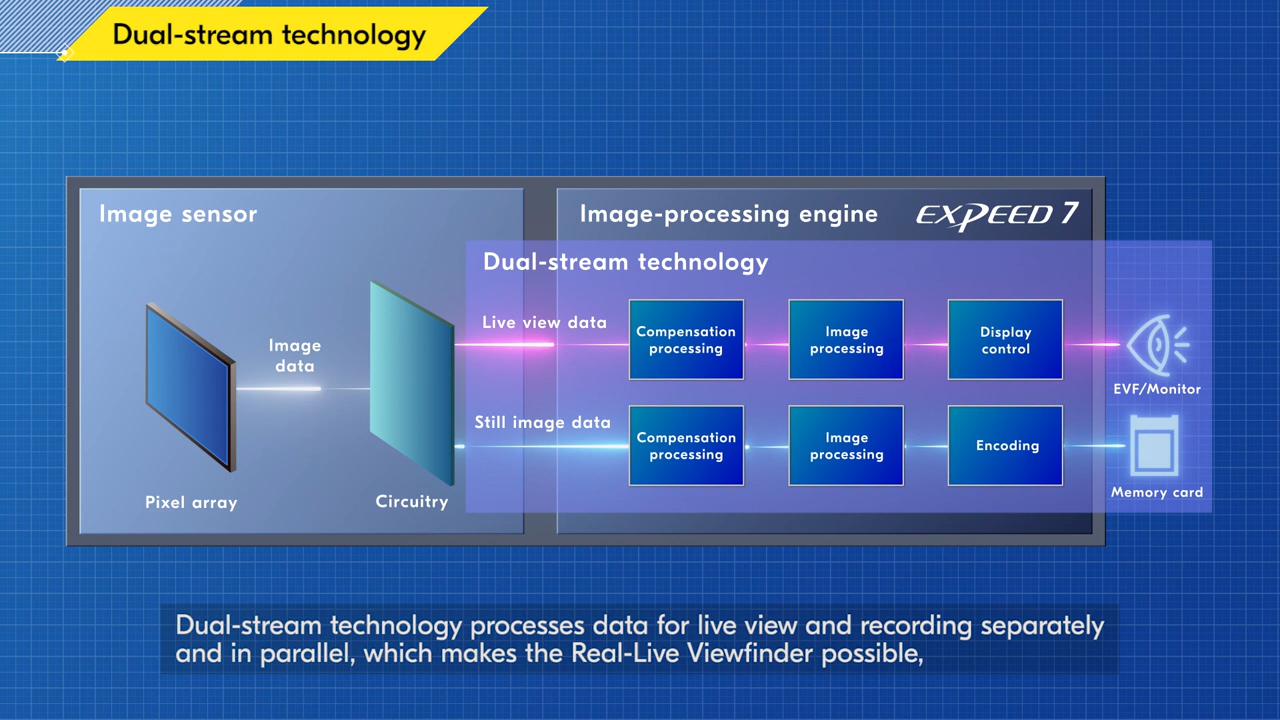 Dual-stream technology
Image sensor
Image-processing engine EXPEED 7
Dual-stream technology
Live view data
Compensation
processing
Image
processing
Display
control
EVF/Monitor
Image
data
Still image data
Compensation
processing
Image
processing
Encoding
Memory card
Pixel array
Circuitry
Dual-stream technology processes data for live view and recording separately
and in parallel, which makes the Real-Live Viewfinder possible,